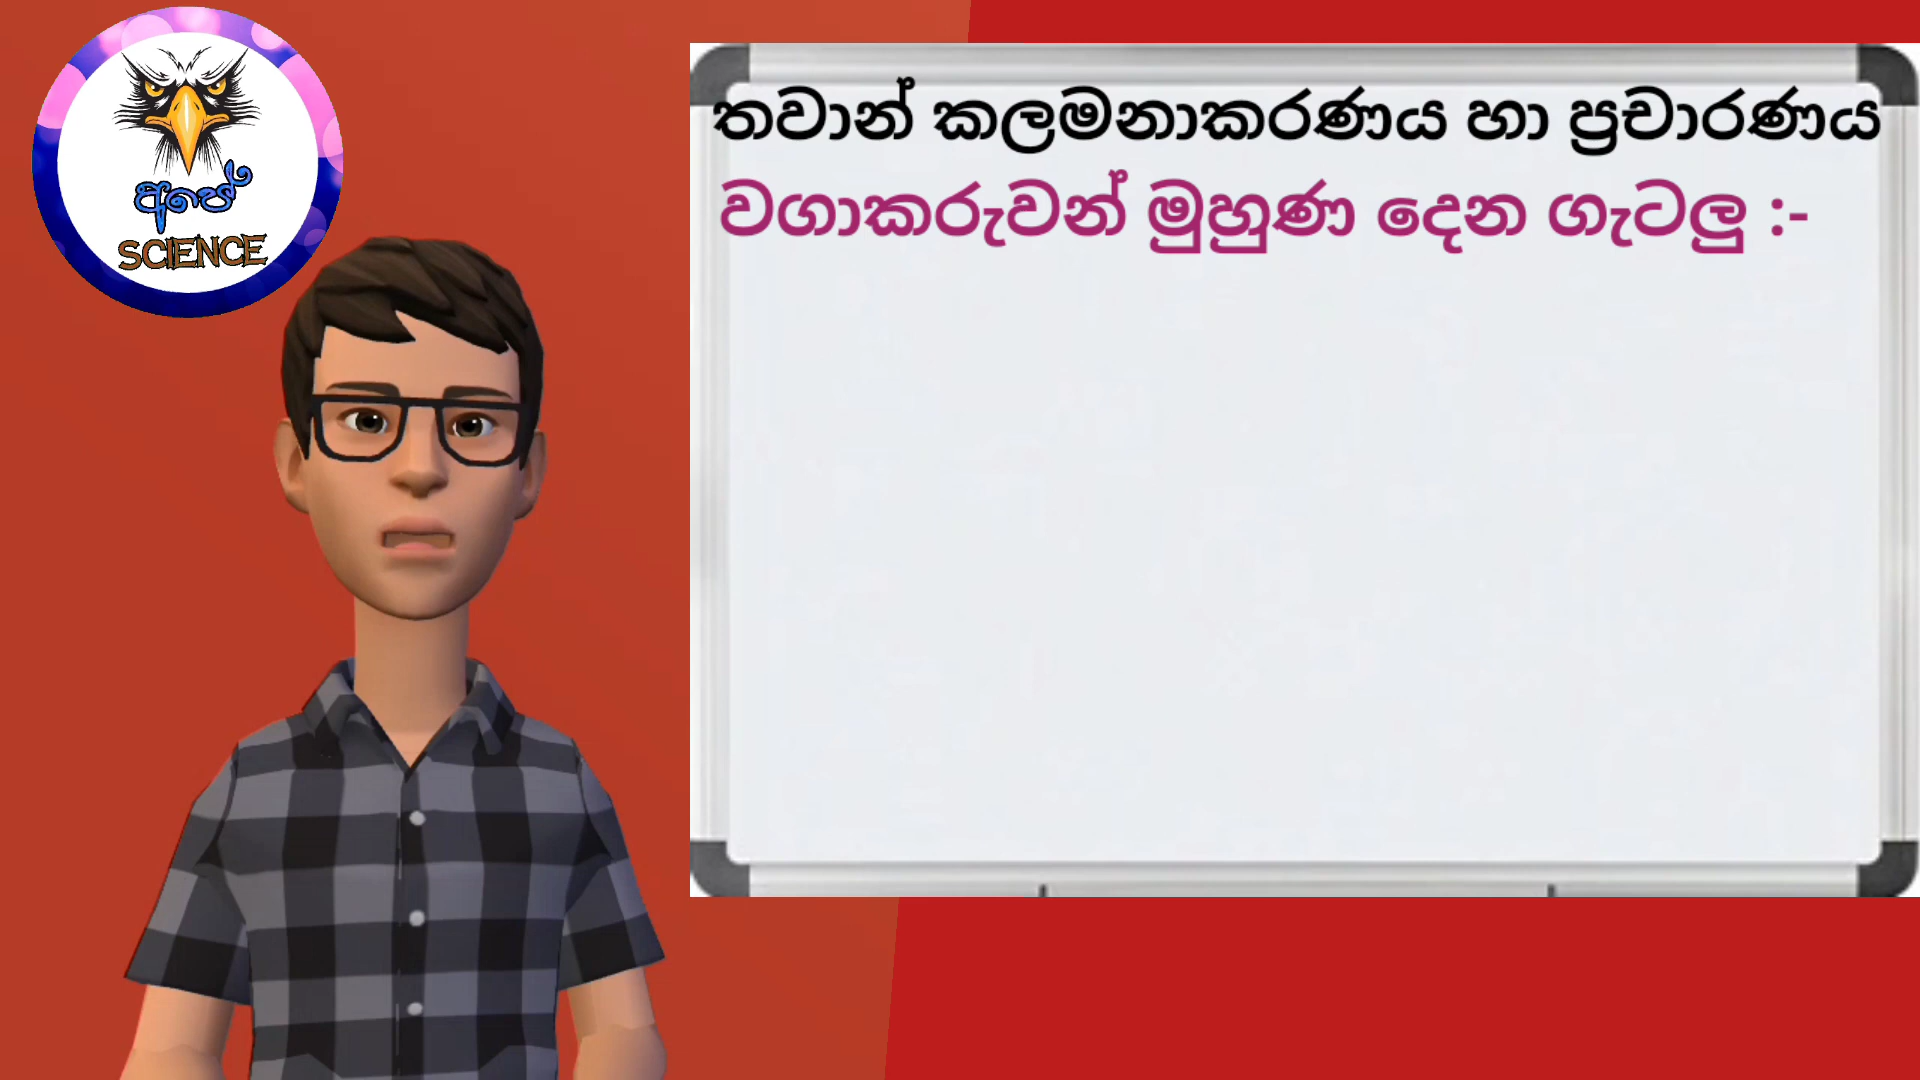 අපේ
SCIENCE
තවාන් කලමනාකරණය හා ප්‍රචාරණය
වගාකරුවන් මුහුණ දෙන ගැටලු :-